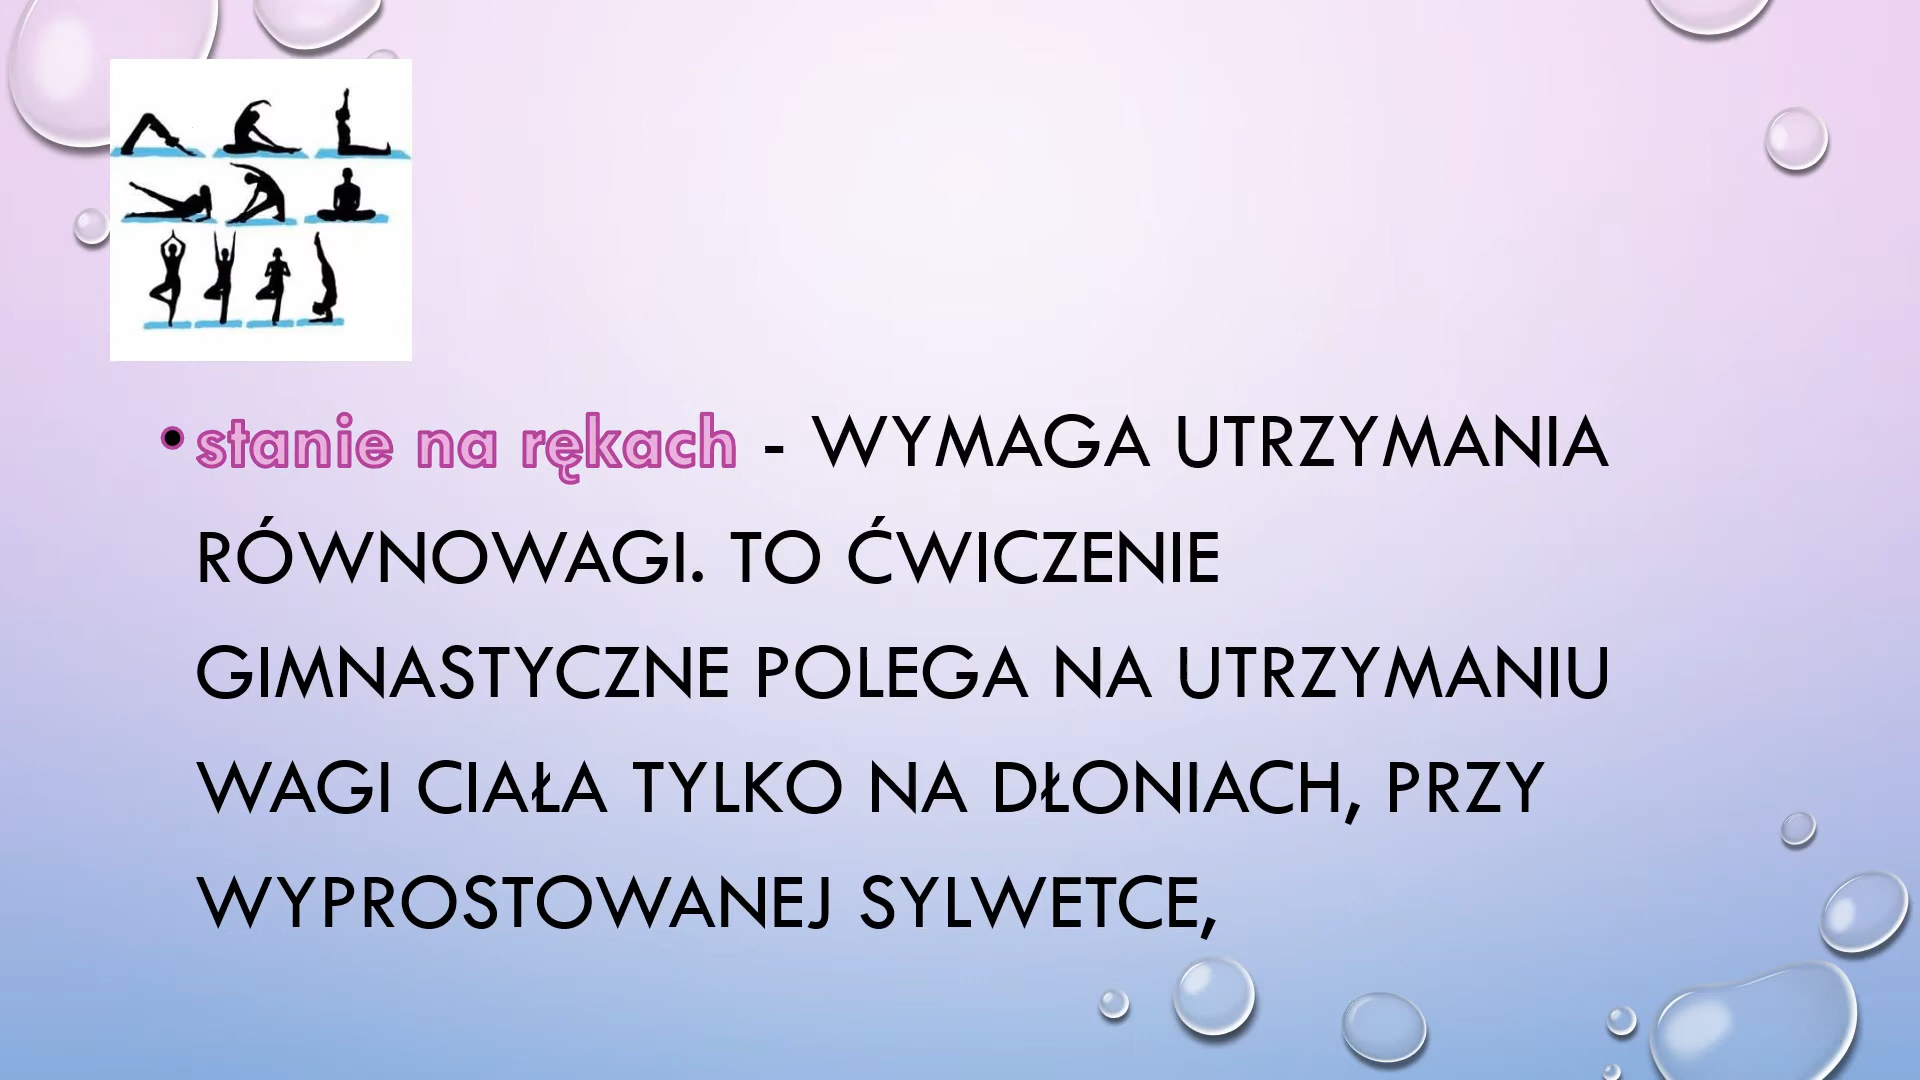 • stanie na rękach - WYMAGA UTRZYMANIA
RÓWNOWAGI. TO ĆWICZENIE
GIMNASTYCZNE POLEGA NA UTRZYMANIU
WAGI CIAŁA TYLKO NA DŁONIACH, PRZY
WYPROSTOWANEJ SYLWETCE,